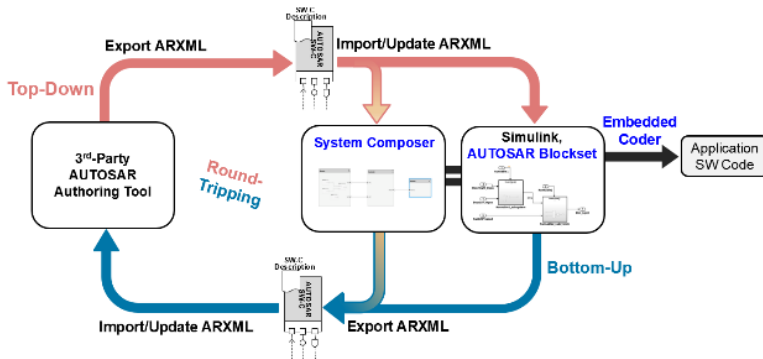 SW-C
Description
AUTOSAR
SW-C
Export ARXML
Import/Update ARXML
Top-Down
Embedded
Coder
3rd-Party
AUTOSAR
Authoring Tool
Round-
Tripping
System Composer
Simulink,
AUTOSAR Blockset
Application
SW Code
Bottom-Up
SW-C
Description
AUTOSAR
SW-C
Import/Update ARXML
Export ARXML